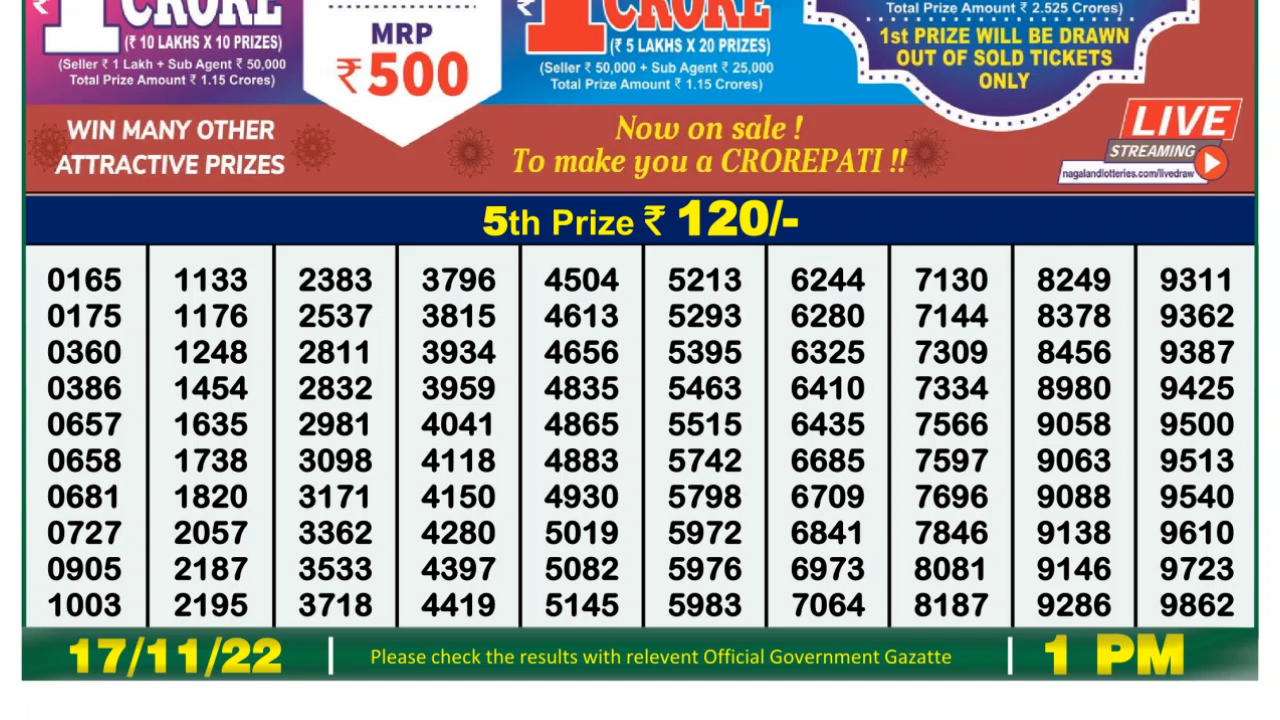 ₹ 1 CRORE
(₹ 10 LAKHS X 10 PRIZES)
(Seller ₹ 1 Lakh + Sub Agent ₹ 50,000
Total Prize Amount ₹ 1.15 Crores)
MRP
₹500
₹ 1 CRORE
(₹ 5 LAKHS X 20 PRIZES)
(Seller ₹ 50,000 + Sub Agent ₹ 25,000
Total Prize Amount ₹ 1.15 Crores)
Total Prize Amount ₹ 2.525 Crores)
1st PRIZE WILL BE DRAWN
OUT OF SOLD TICKETS
ONLY
WIN MANY OTHER
ATTRACTIVE PRIZES
Now on sale !
To make you a CROREPATI !!
LIVE
STREAMING
nagalandlotteries.com/livedraw
5th Prize ₹ 120/-
0165 1133 2383 3796 4504 5213 6244 7130 8249 9311
0175 1176 2537 3815 4613 5293 6280 7144 8378 9362
0360 1248 2811 3934 4656 5395 6325 7309 8456 9387
0386 1454 2832 3959 4835 5463 6410 7334 8980 9425
0657 1635 2981 4041 4865 5515 6435 7566 9058 9500
0658 1738 3098 4118 4883 5742 6685 7597 9063 9513
0681 1820 3171 4150 4930 5798 6709 7696 9088 9540
0727 2057 3362 4280 5019 5972 6841 7846 9138 9610
0905 2187 3533 4397 5082 5976 6973 8081 9146 9723
1003 2195 3718 4419 5145 5983 7064 8187 9286 9862
17/11/22 | Please check the results with relevent Official Government Gazatte | 1 PM